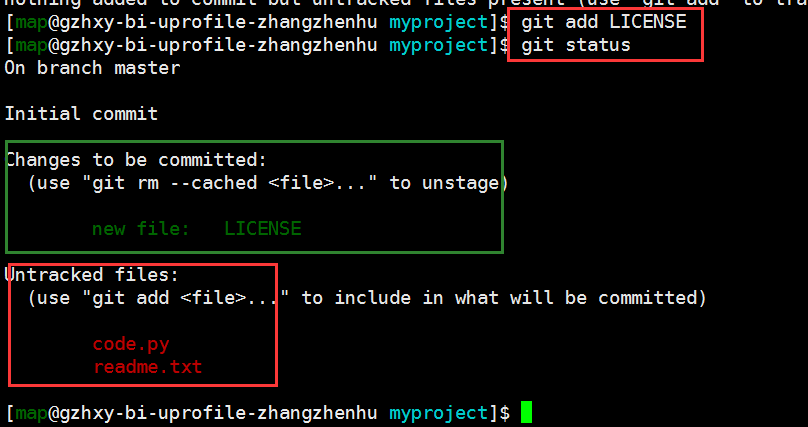 nothing added to commit but untracked files present (use "git add" to tra
[map@gzhxy-bi-uprofile-zhangzhenhu myproject]$ git add LICENSE
[map@gzhxy-bi-uprofile-zhangzhenhu myproject]$ git status
On branch master
Initial commit
Changes to be committed:
(use "git rm --cached <file>..." to unstage)
new file: LICENSE
Untracked files:
(use "git add <file>..." to include in what will be committed)
code.py
readme.txt
[map@gzhxy-bi-uprofile-zhangzhenhu myproject]$